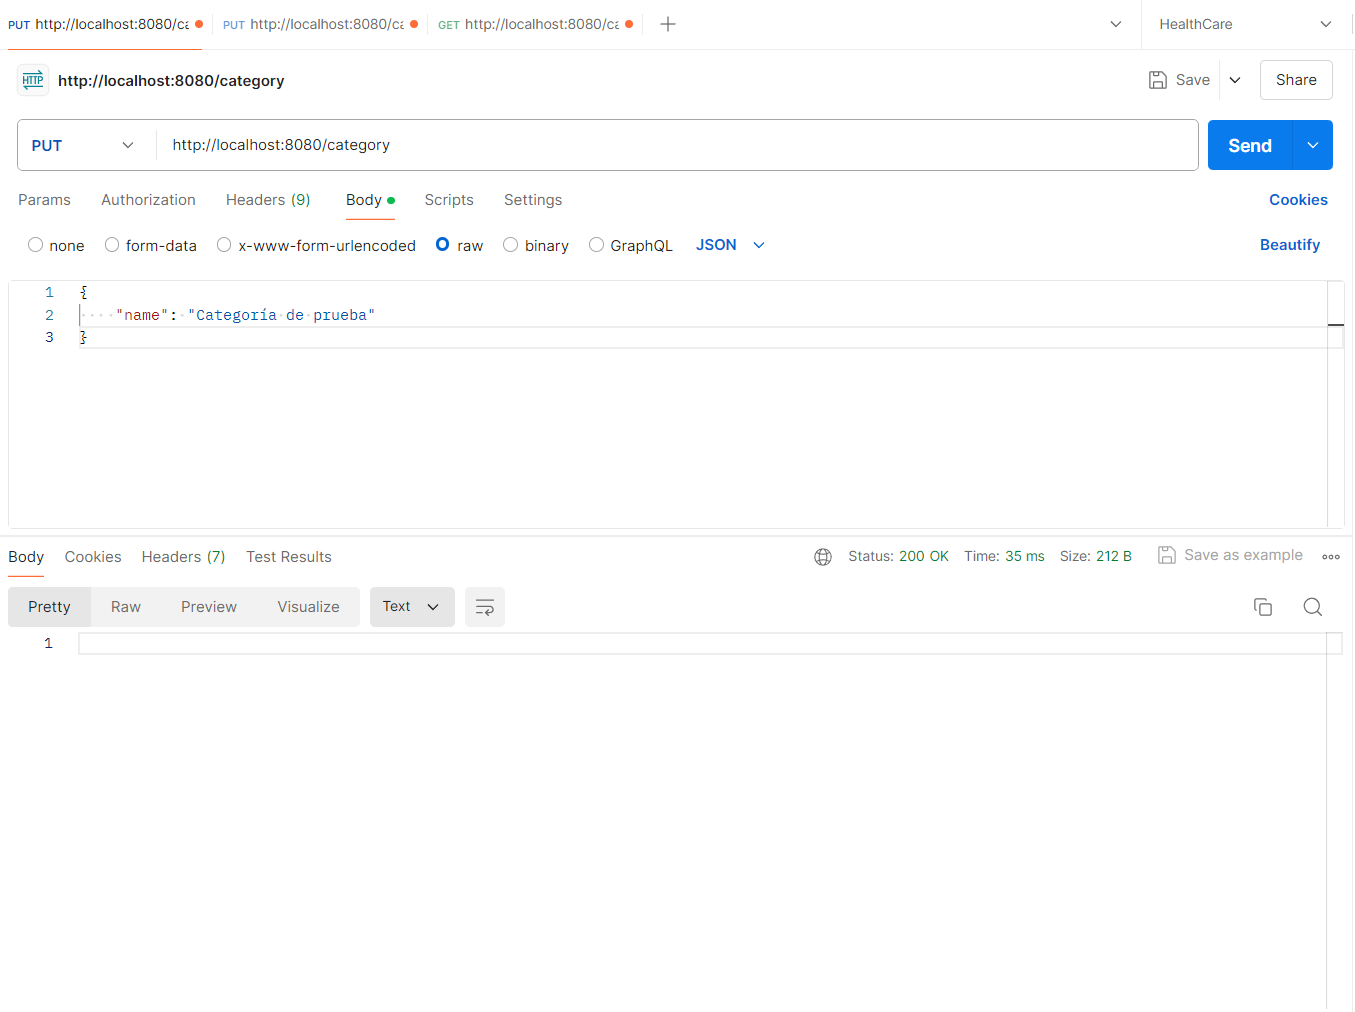 PUT http://localhost:8080/ca PUT http://localhost:8080/ca GET http://localhost:8080/ca HealthCare
HTTP http://localhost:8080/category Save Share
PUT http://localhost:8080/category Send
Params Authorization Headers (9) Body Scripts Settings Cookies
none form-data x-www-form-urlencoded raw binary GraphQL JSON Beautify
1 {
2 "name": "Categoría de prueba"
3 }
Body Cookies Headers (7) Test Results Status: 200 OK Time: 35 ms Size: 212 B Save as example
Pretty Raw Preview Visualize Text
1